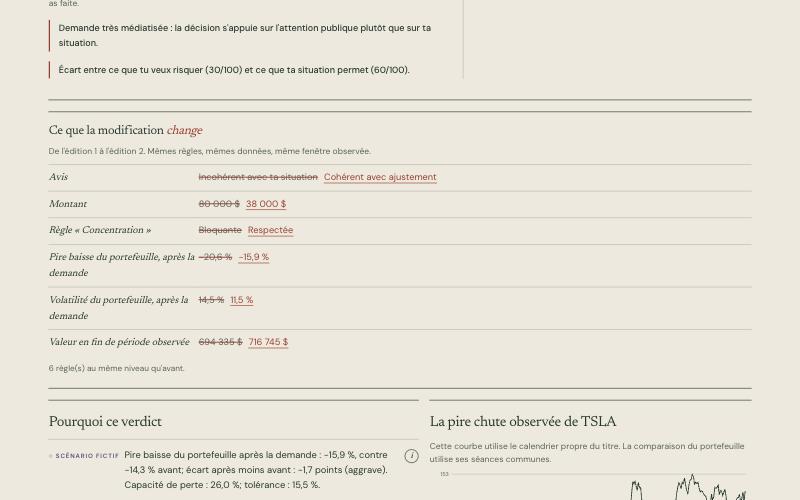 as faite.
Demande très médiatisée : la décision s'appuie sur l'attention publique plutôt que sur ta
situation.
Écart entre ce que tu veux risquer (30/100) et ce que ta situation permet (60/100).
Ce que la modification change
De l'édition 1 à l'édition 2. Mêmes règles, mêmes données, même fenêtre observée.
Avis Incohérent avec ta situation Cohérent avec ajustement
Montant 80 000 $ 38 000 $
Règle « Concentration » Bloquante Respectée
Pire baisse du portefeuille, après la −20,6 % −15,9 %
demande
Volatilité du portefeuille, après la 14,5 % 11,5 %
demande
Valeur en fin de période observée 694 335 $ 716 745 $
6 règle(s) au même niveau qu'avant.
Pourquoi ce verdict
SCÉNARIO FICTIF Pire baisse du portefeuille après la demande : −15,9 %, contre
−14,3 % avant; écart après moins avant : −1,7 points (aggrave).
Capacité de perte : 26,0 %; tolérance : 15,5 %.
i
La pire chute observée de TSLA
Cette courbe utilise le calendrier propre du titre. La comparaison du portefeuille
utilise ses séances communes.
153